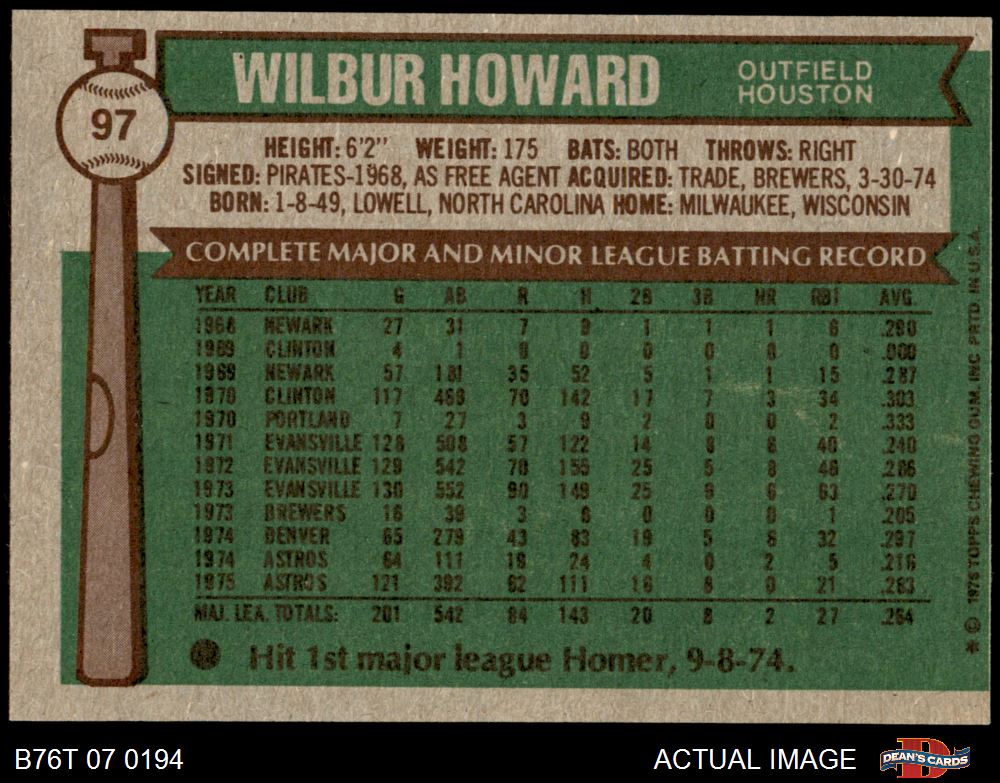 97
WILBUR HOWARD
OUTFIELD
HOUSTON
HEIGHT: 6'2" WEIGHT: 175 BATS: BOTH THROWS: RIGHT
SIGNED: PIRATES-1968, AS FREE AGENT ACQUIRED: TRADE, BREWERS, 3-30-74
BORN: 1-8-49, LOWELL, NORTH CAROLINA HOME: MILWAUKEE, WISCONSIN
COMPLETE MAJOR AND MINOR LEAGUE BATTING RECORD
YEAR CLUB G AB R H 2B 3B HR RBI AVG.
1968 NEWARK 27 31 7 9 1 1 1 6 .290
1969 CLINTON 4 1 0 0 0 0 0 0 .000
1969 NEWARK 57 181 35 52 5 1 1 15 .287
1970 CLINTON 117 469 70 142 17 7 3 34 .303
1970 PORTLAND 7 27 3 9 2 0 0 2 .333
1971 EVANSVILLE 128 508 57 122 14 8 8 40 .240
1972 EVANSVILLE 129 542 78 155 25 5 8 46 .286
1973 EVANSVILLE 130 552 90 149 25 6 63 .270
1973 BREWERS 16 39 3 8 0 0 0 1 .205
1974 DENVER 65 279 43 83 19 5 32 .297
1974 ASTROS 64 111 19 24 4 0 2 5 .216
1975 ASTROS 121 392 62 111 16 8 0 21 .283
MAJ. LEA. TOTALS: 201 542 84 143 20 8 2 27 .264
Hit 1st major league Homer, 9-8-74.
* © 1976 TOPPS CHEWING GUM, INC. PRTD. IN U.S.A.
B76T 07 0194
ACTUAL IMAGE
DEAN'S CARDS